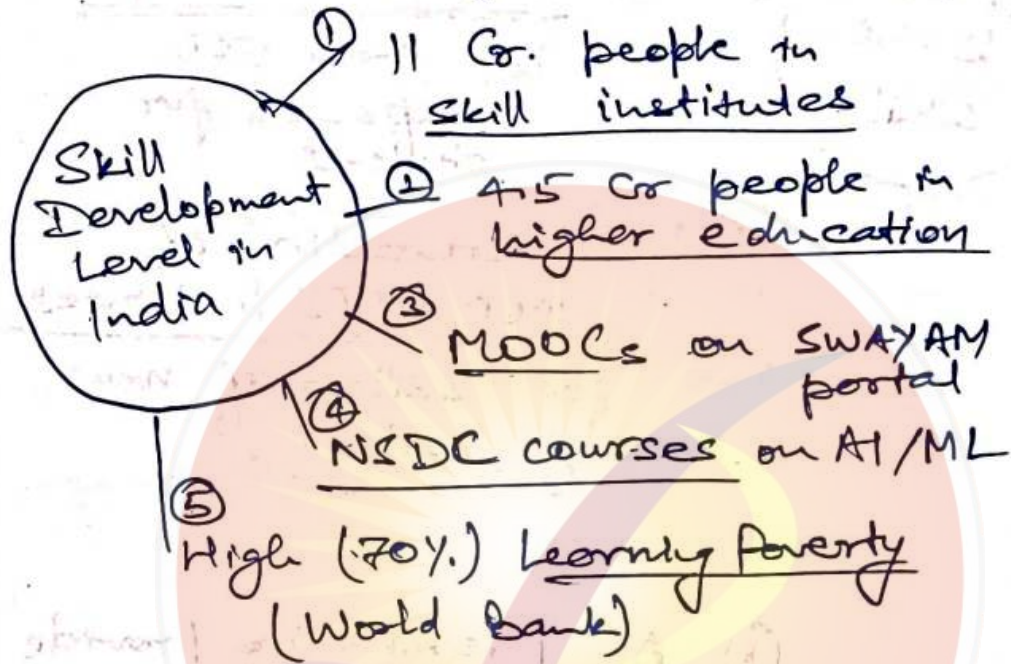 Skill
Development
Level in
India
① 11 Cr. people in
skill institutes
② 4.5 Cr people in
higher education
③ MOOCs on SWAYAM
portal
④ NSDC courses on AI/ML
⑤ High (70%) Learning Poverty
(World Bank)